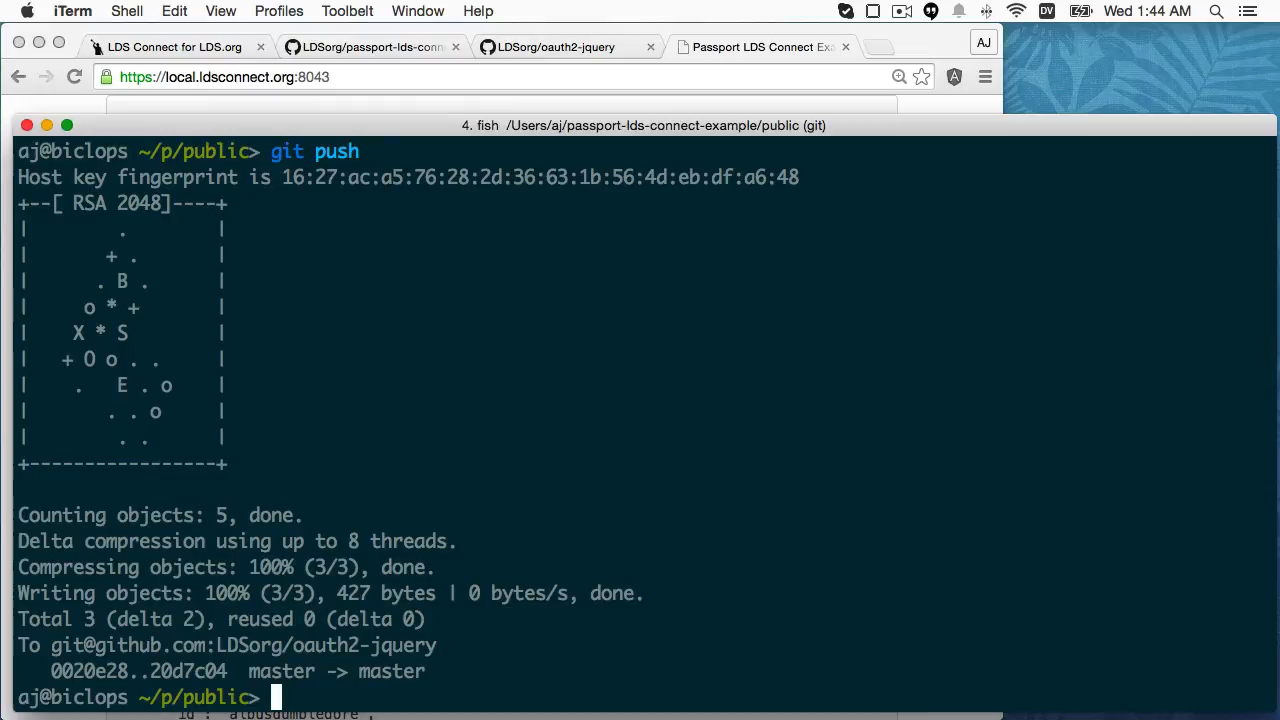 iTerm Shell Edit View Profiles Toolbelt Window Help DV Wed 1:44 AM
LDS Connect for LDS.org × LDSorg/passport-lds-conn × LDSorg/oauth2-jquery × Passport LDS Connect Exa × AJ
https://local.ldsconnect.org:8043
4. fish /Users/aj/passport-lds-connect-example/public (git)
aj@biclops ~/p/public> git push
Host key fingerprint is 16:27:ac:a5:76:28:2d:36:63:1b:56:4d:eb:df:a6:48
+--[ RSA 2048]----+
|        .        |
|       + .       |
|      . B .      |
|     o * +       |
|    X * S        |
|   + O o . .     |
|    .   E . o    |
|       . . o     |
|        . .      |
+-----------------+
Counting objects: 5, done.
Delta compression using up to 8 threads.
Compressing objects: 100% (3/3), done.
Writing objects: 100% (3/3), 427 bytes | 0 bytes/s, done.
Total 3 (delta 2), reused 0 (delta 0)
To git@github.com:LDSorg/oauth2-jquery
   0020e28..20d7c04  master -> master
aj@biclops ~/p/public>
"id": "albusdumbledore",